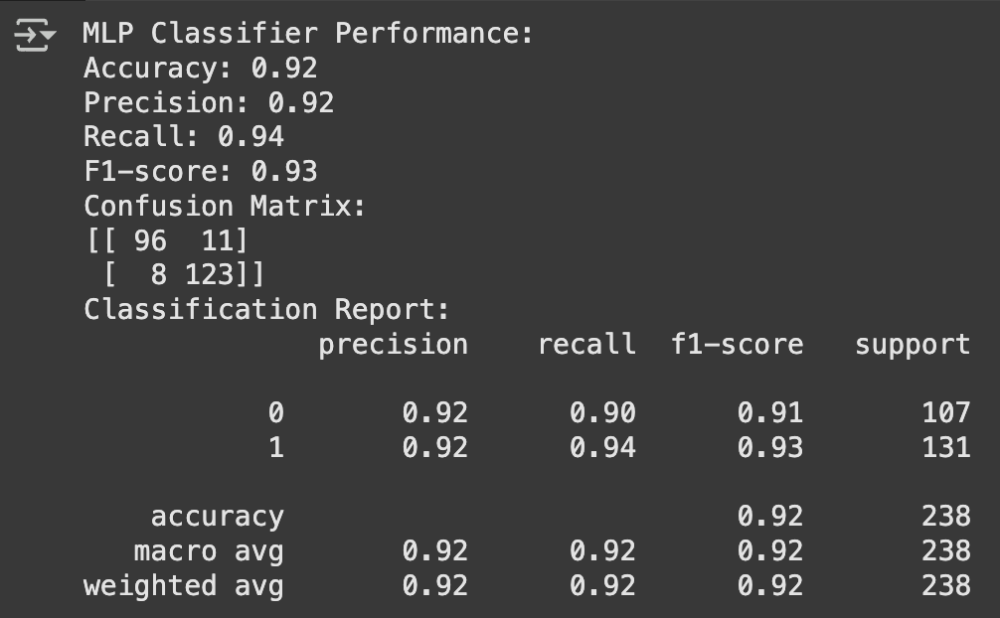 MLP Classifier Performance:
Accuracy: 0.92
Precision: 0.92
Recall: 0.94
F1-score: 0.93
Confusion Matrix:
[[ 96  11]
 [  8 123]]
Classification Report:
              precision    recall  f1-score   support

           0       0.92      0.90      0.91       107
           1       0.92      0.94      0.93       131

    accuracy                           0.92       238
   macro avg       0.92      0.92      0.92       238
weighted avg       0.92      0.92      0.92       238